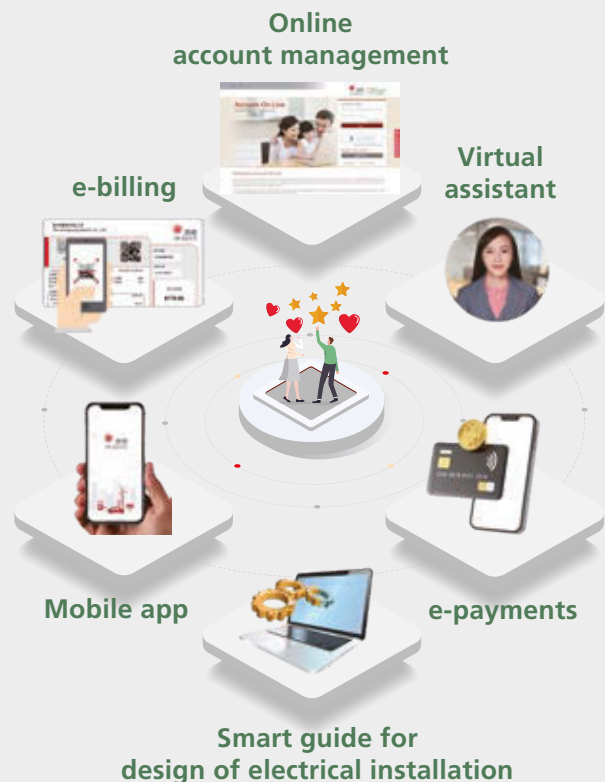 Online
account management
Virtual
assistant
e-billing
Mobile app
e-payments
Smart guide for
design of electrical installation